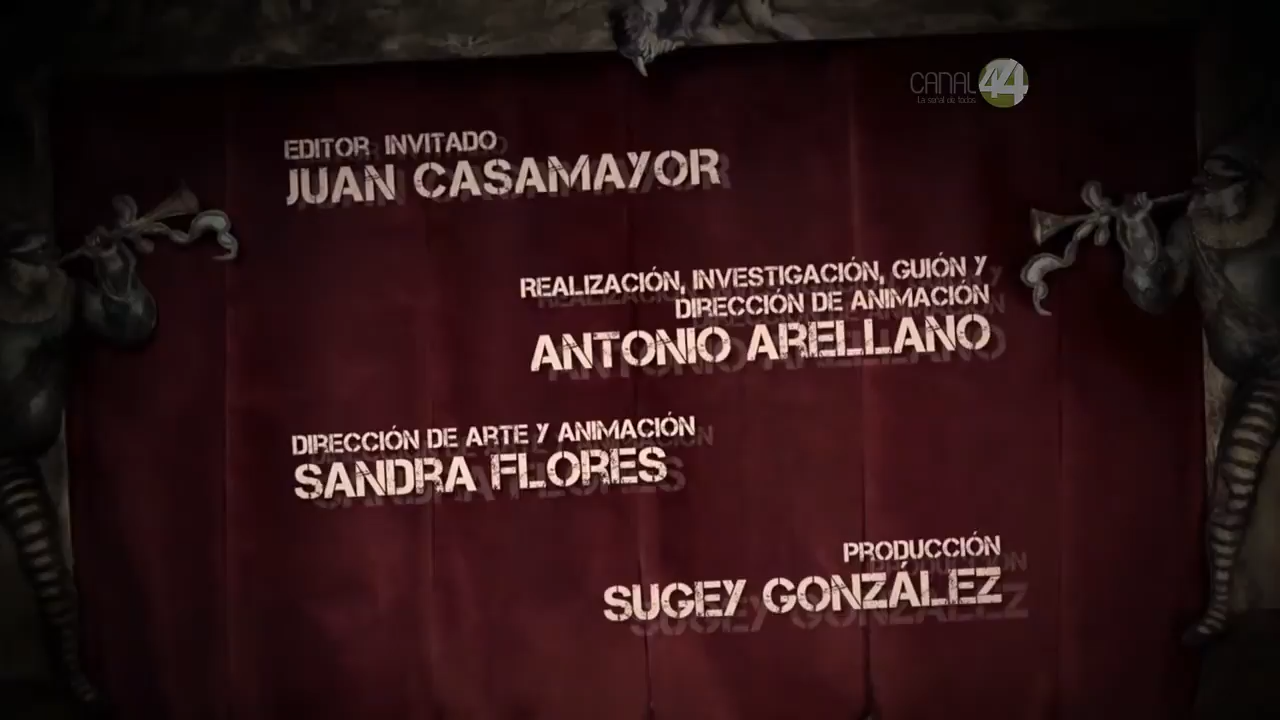 CANAL 44
La señal de todos
EDITOR INVITADO
JUAN CASAMAYOR
REALIZACIÓN, INVESTIGACIÓN, GUIÓN Y
DIRECCIÓN DE ANIMACIÓN
ANTONIO ARELLANO
DIRECCIÓN DE ARTE Y ANIMACIÓN
SANDRA FLORES
PRODUCCIÓN
SUGEY GONZÁLEZ